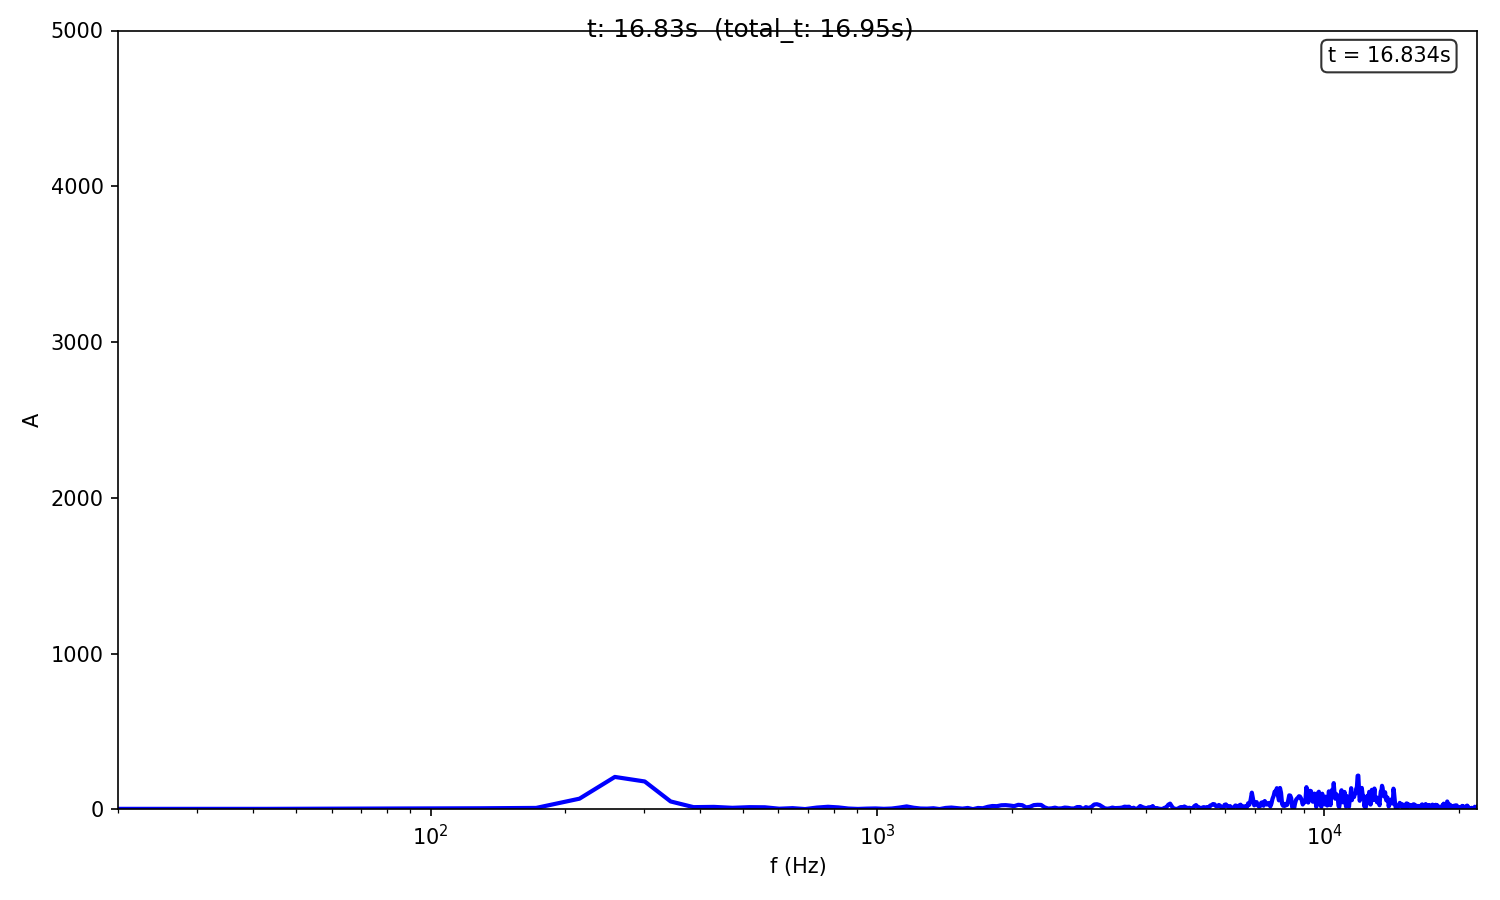 t: 16.83s  (total_t: 16.95s)
t = 16.834s
5000
4000
3000
2000
1000
0
A
10²
10³
10⁴
f (Hz)